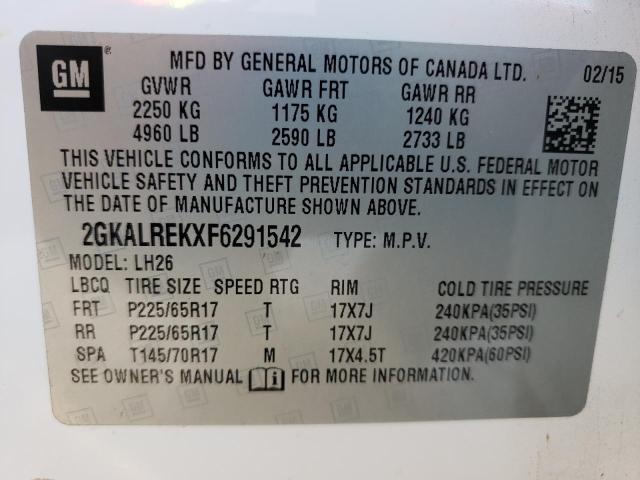 GM
MFD BY GENERAL MOTORS OF CANADA LTD. 02/15
GVWR GAWR FRT GAWR RR
2250 KG 1175 KG 1240 KG
4960 LB 2590 LB 2733 LB
THIS VEHICLE CONFORMS TO ALL APPLICABLE U.S. FEDERAL MOTOR
VEHICLE SAFETY AND THEFT PREVENTION STANDARDS IN EFFECT ON
THE DATE OF MANUFACTURE SHOWN ABOVE.
2GKALREKXF6291542 TYPE: M.P.V.
MODEL: LH26
LBCQ TIRE SIZE SPEED RTG RIM COLD TIRE PRESSURE
FRT P225/65R17 T 17X7J 240KPA(35PSI)
RR P225/65R17 T 17X7J 240KPA(35PSI)
SPA T145/70R17 M 17X4.5T 420KPA(60PSI)
SEE OWNER'S MANUAL FOR MORE INFORMATION.